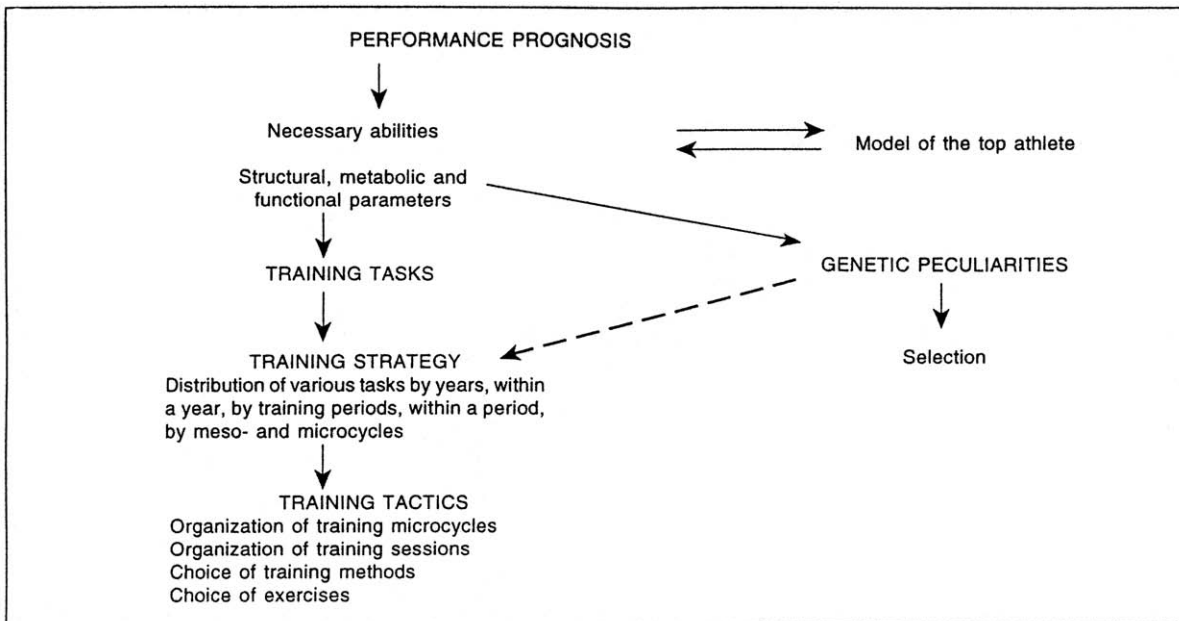 PERFORMANCE PROGNOSIS
Necessary abilities
Model of the top athlete
Structural, metabolic and
functional parameters
GENETIC PECULIARITIES
TRAINING TASKS
Selection
TRAINING STRATEGY
Distribution of various tasks by years, within
a year, by training periods, within a period,
by meso- and microcycles
TRAINING TACTICS
Organization of training microcycles
Organization of training sessions
Choice of training methods
Choice of exercises